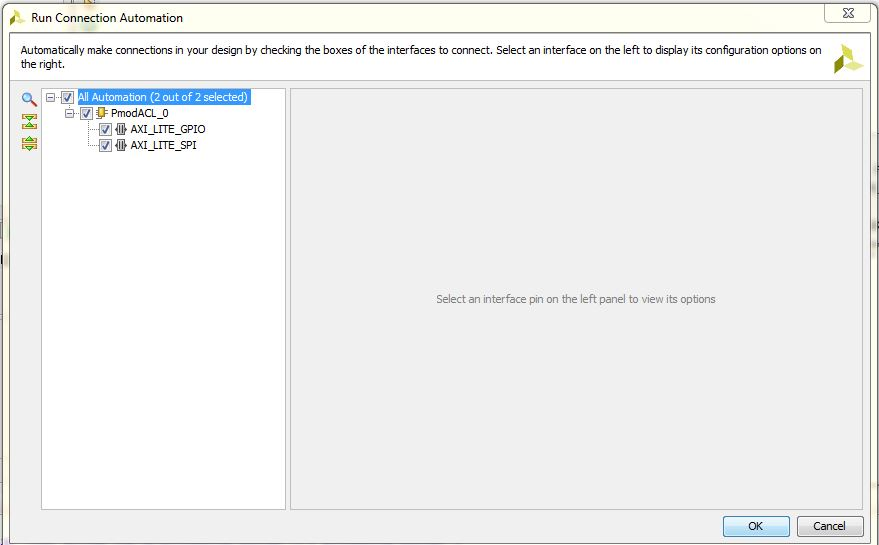 Run Connection Automation
Automatically make connections in your design by checking the boxes of the interfaces to connect. Select an interface on the left to display its configuration options on
the right.
All Automation (2 out of 2 selected)
PmodACL_0
AXI_LITE_GPIO
AXI_LITE_SPI
Select an interface pin on the left panel to view its options
OK
Cancel